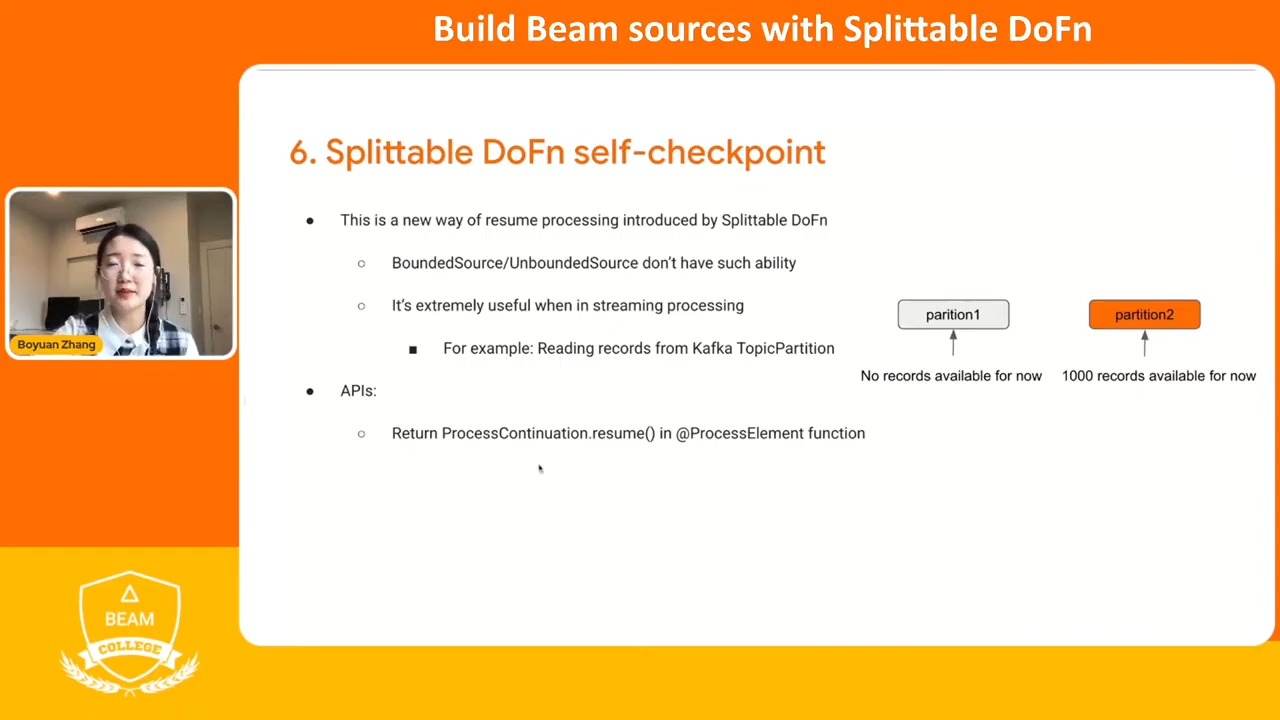 Build Beam sources with Splittable DoFn
6. Splittable DoFn self-checkpoint
This is a new way of resume processing introduced by Splittable DoFn
BoundedSource/UnboundedSource don't have such ability
It's extremely useful when in streaming processing
For example: Reading records from Kafka TopicPartition
APIs:
Return ProcessContinuation.resume() in @ProcessElement function
parition1
partition2
No records available for now
1000 records available for now
Boyuan Zhang
BEAM
COLLEGE